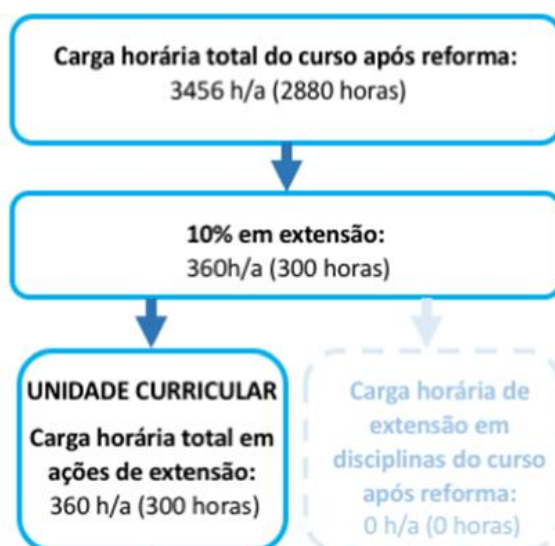 Carga horária total do curso após reforma:
3456 h/a (2880 horas)
10% em extensão:
360h/a (300 horas)
UNIDADE CURRICULAR
Carga horária total em
ações de extensão:
360 h/a (300 horas)
Carga horária de
extensão em
disciplinas do curso
após reforma:
0 h/a (0 horas)